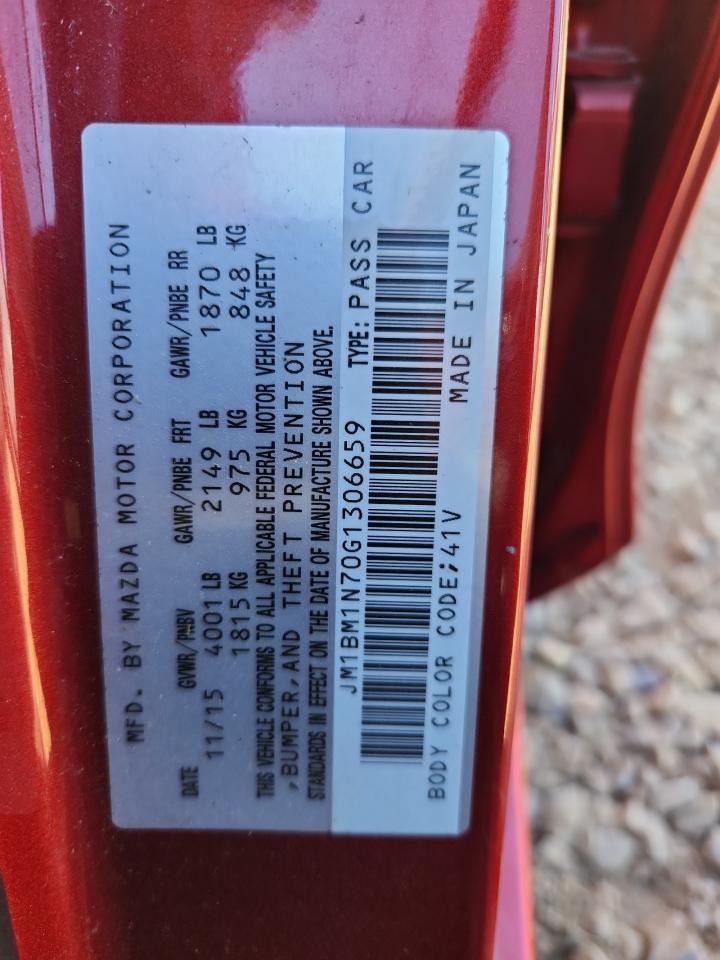 MFD. BY MAZDA MOTOR CORPORATION
DATE GVWR/PNBV GAWR/PNBE FRT GAWR/PNBE RR
11/15 4001 LB 2149 LB 1870 LB
1815 KG 975 KG 848 KG
THIS VEHICLE CONFORMS TO ALL APPLICABLE FEDERAL MOTOR VEHICLE SAFETY
,BUMPER,AND THEFT PREVENTION
STANDARDS IN EFFECT ON THE DATE OF MANUFACTURE SHOWN ABOVE.
JM1BM1N70G1306659 TYPE: PASS CAR
BODY COLOR CODE;41V MADE IN JAPAN